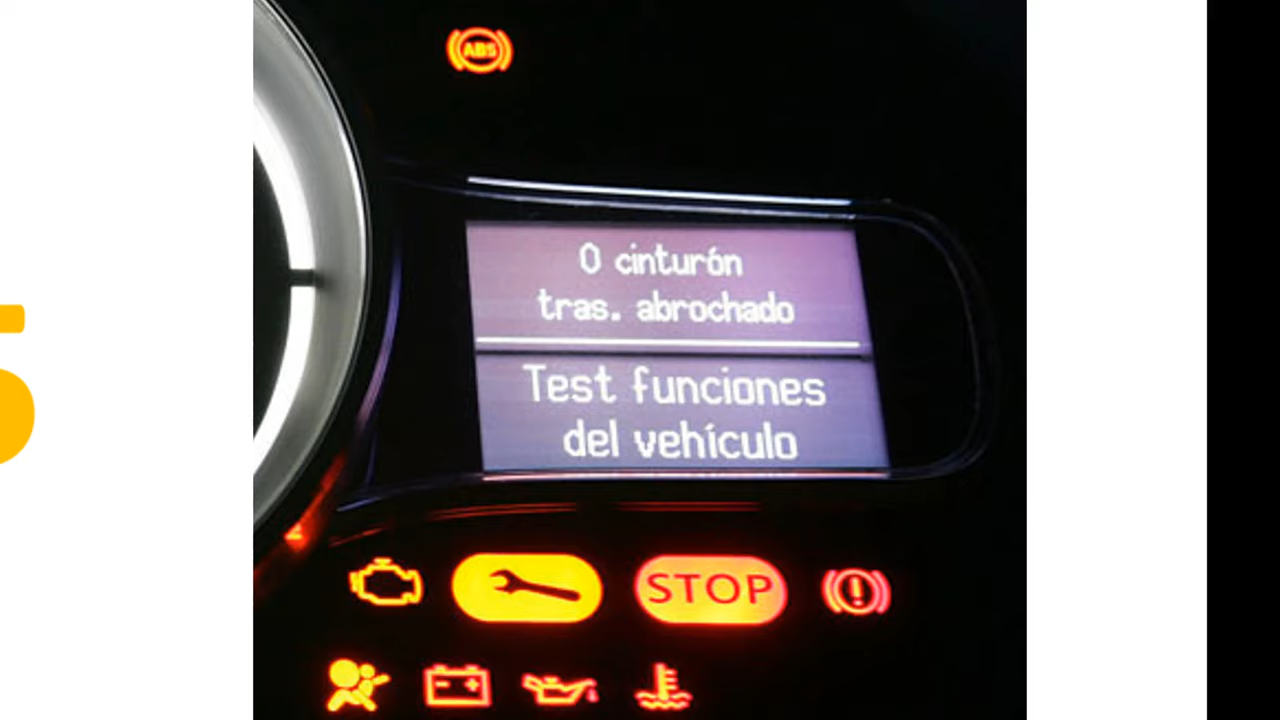 ABS
0 cinturón
tras. abrochado
Test funciones
del vehículo
STOP